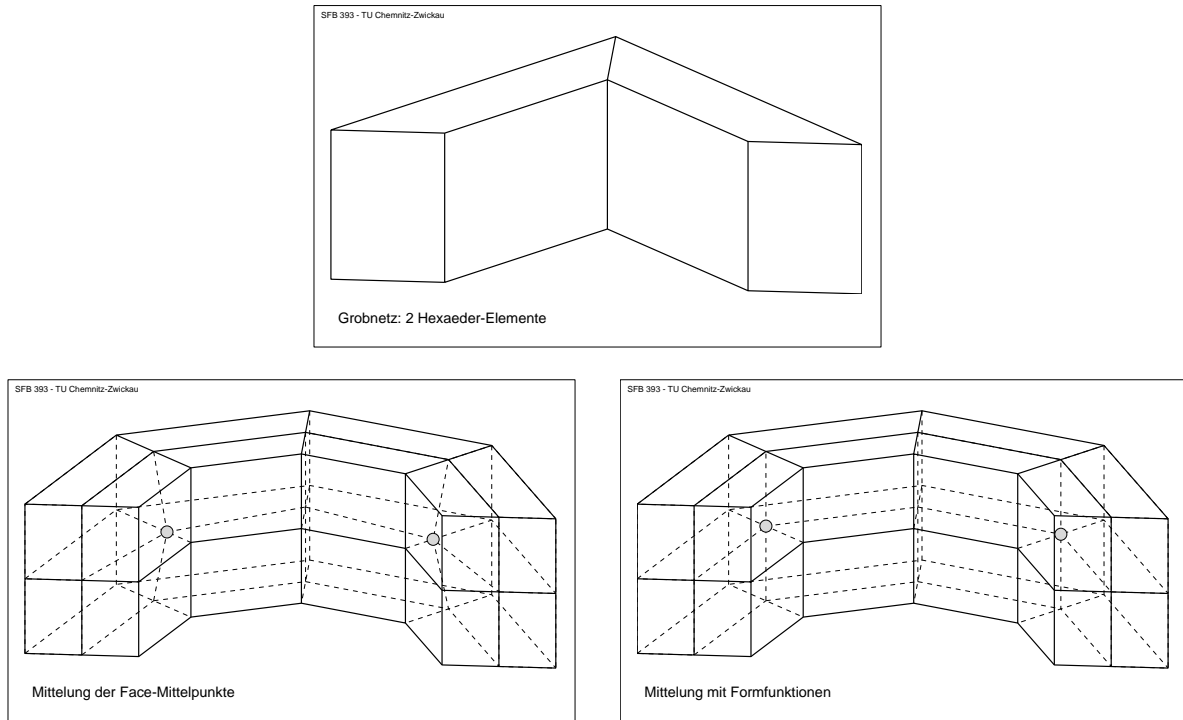 SFB 393 - TU Chemnitz-Zwickau
Grobnetz: 2 Hexaeder-Elemente
SFB 393 - TU Chemnitz-Zwickau
Mittelung der Face-Mittelpunkte
SFB 393 - TU Chemnitz-Zwickau
Mittelung mit Formfunktionen